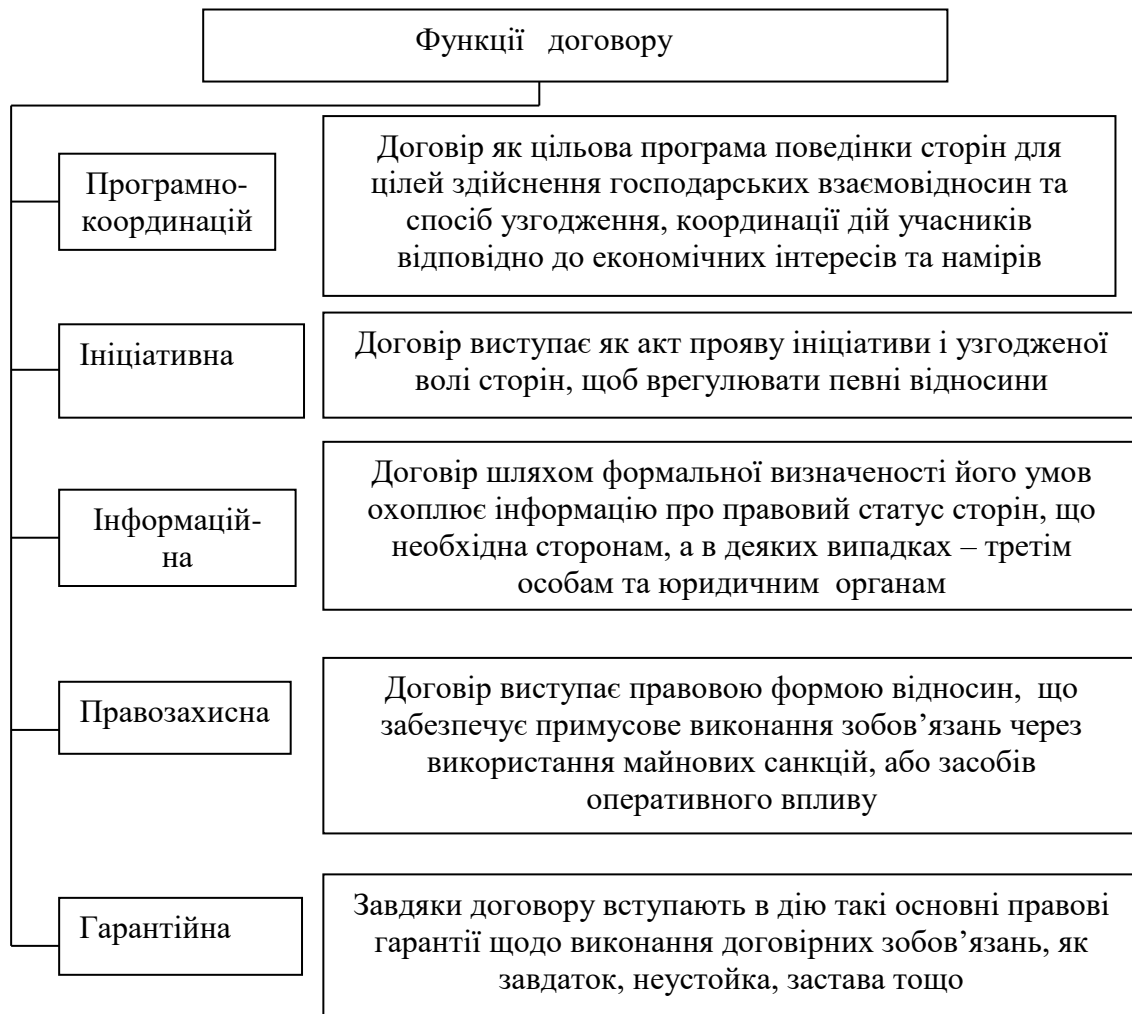 Функції договору
Програмно-
координацій
Договір як цільова програма поведінки сторін для
цілей здійснення господарських взаємовідносин та
спосіб узгодження, координації дій учасників
відповідно до економічних інтересів та намірів
Ініціативна
Договір виступає як акт прояву ініціативи і узгодженої
волі сторін, щоб врегулювати певні відносини
Інформацій-
на
Договір шляхом формальної визначеності його умов
охоплює інформацію про правовий статус сторін, що
необхідна сторонам, а в деяких випадках – третім
особам та юридичним органам
Правозахисна
Договір виступає правовою формою відносин, що
забезпечує примусове виконання зобов’язань через
використання майнових санкцій, або засобів
оперативного впливу
Гарантійна
Завдяки договору вступають в дію такі основні правові
гарантії щодо виконання договірних зобов’язань, як
завдаток, неустойка, застава тощо